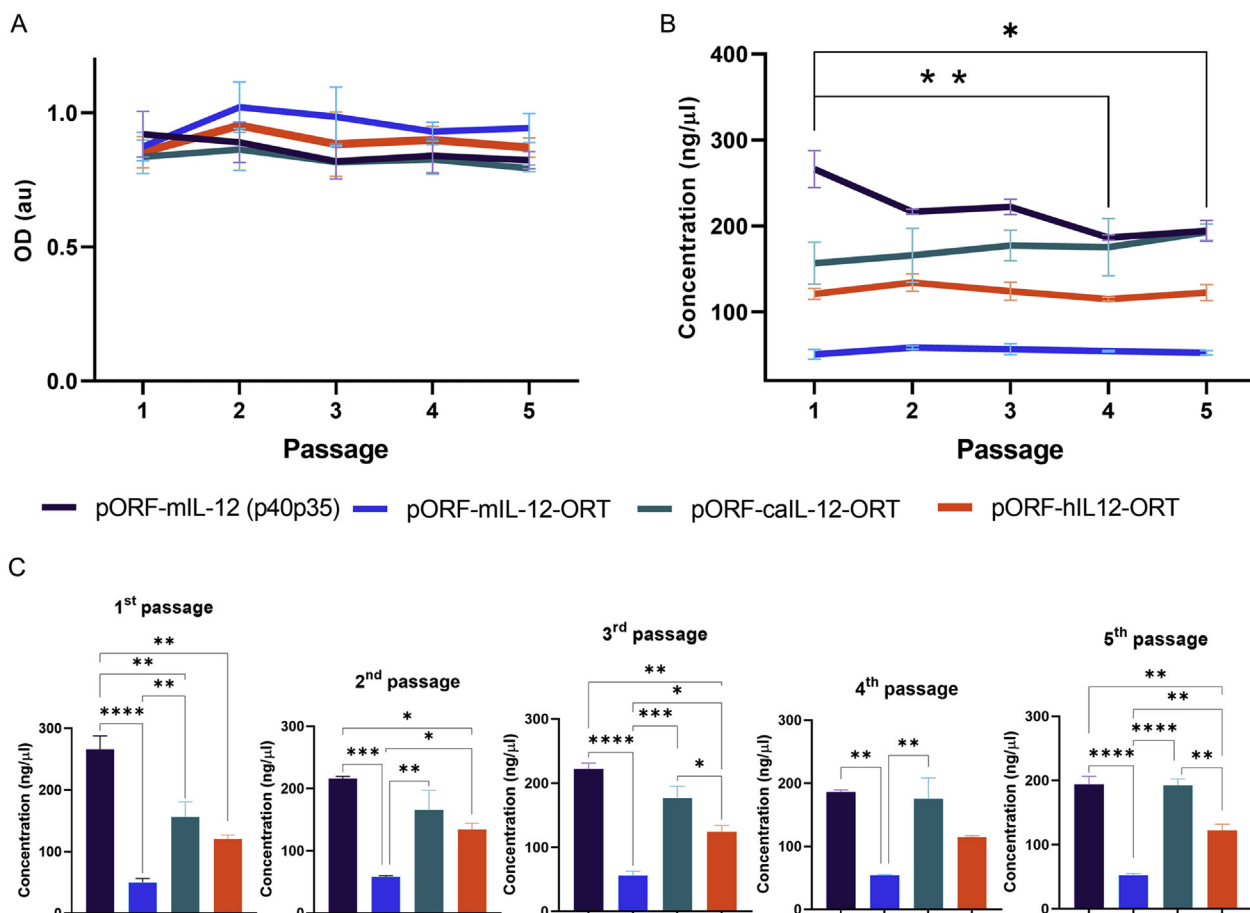 A
OD (au)
1.0
0.5
0.0
1 2 3 4 5
Passage
B
Concentration (ng/µl)
400
300
200
100
*
* *
1 2 3 4 5
Passage
pORF-mIL-12 (p40p35) pORF-mIL-12-ORT pORF-caIL-12-ORT pORF-hIL12-ORT
C
1st passage
**
**
**
****
Concentration (ng/µl)
300
200
100
0
2nd passage
*
*** *
**
Concentration (ng/µl)
300
200
100
0
3rd passage
**
*
***
****
*
Concentration (ng/µl)
300
200
100
0
4th passage
** **
Concentration (ng/µl)
300
200
100
0
5th passage
**
**
****
**** **
Concentration (ng/µl)
300
200
100
0